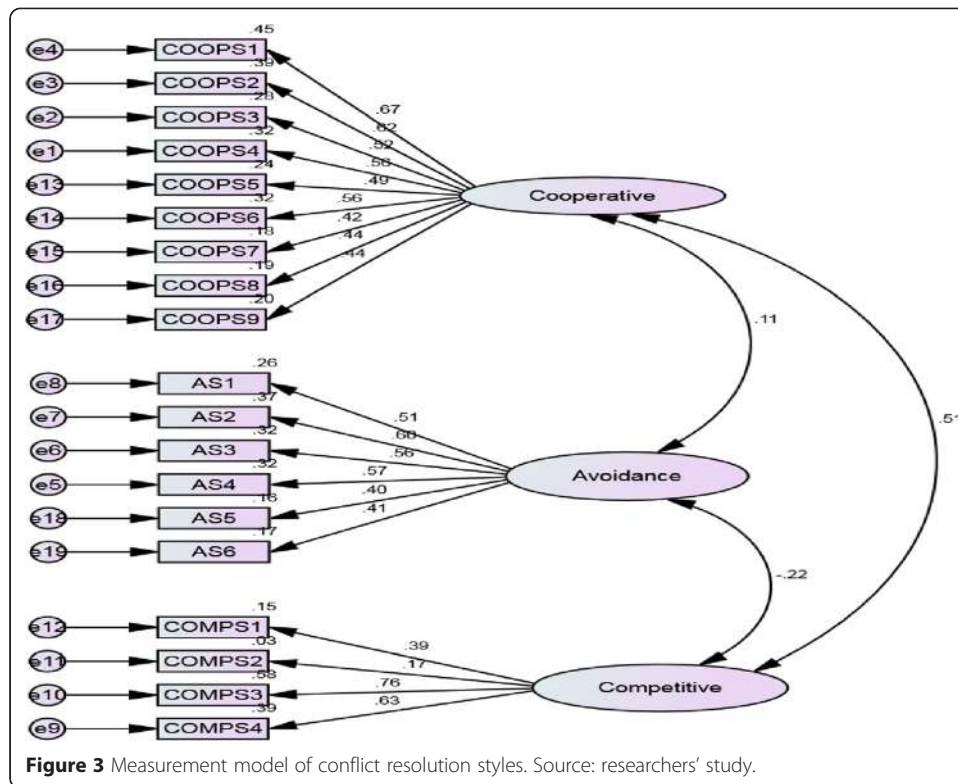 .45
e4 COOPS1
.39
e3 COOPS2
.28
e2 COOPS3
.32
e1 COOPS4
.24
e13 COOPS5
.32
e14 COOPS6
.18
e15 COOPS7
.19
e16 COOPS8
.20
e17 COOPS9
.67
.62
.52
.56
.49
.56
.42
.44
.44
Cooperative
.11
.51
.26
e8 AS1
.37
e7 AS2
.32
e6 AS3
.32
e5 AS4
.16
e18 AS5
.17
e19 AS6
.51
.60
.56
.57
.40
.41
Avoidance
-.22
.15
e12 COMPS1
.03
e11 COMPS2
.58
e10 COMPS3
.39
e9 COMPS4
.39
.17
.76
.63
Competitive
Figure 3 Measurement model of conflict resolution styles. Source: researchers' study.